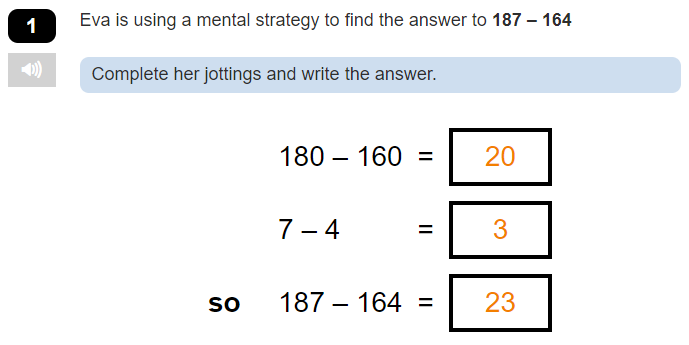 1
Eva is using a mental strategy to find the answer to 187 – 164
Complete her jottings and write the answer.
180 – 160 = 20
7 – 4 = 3
so 187 – 164 = 23